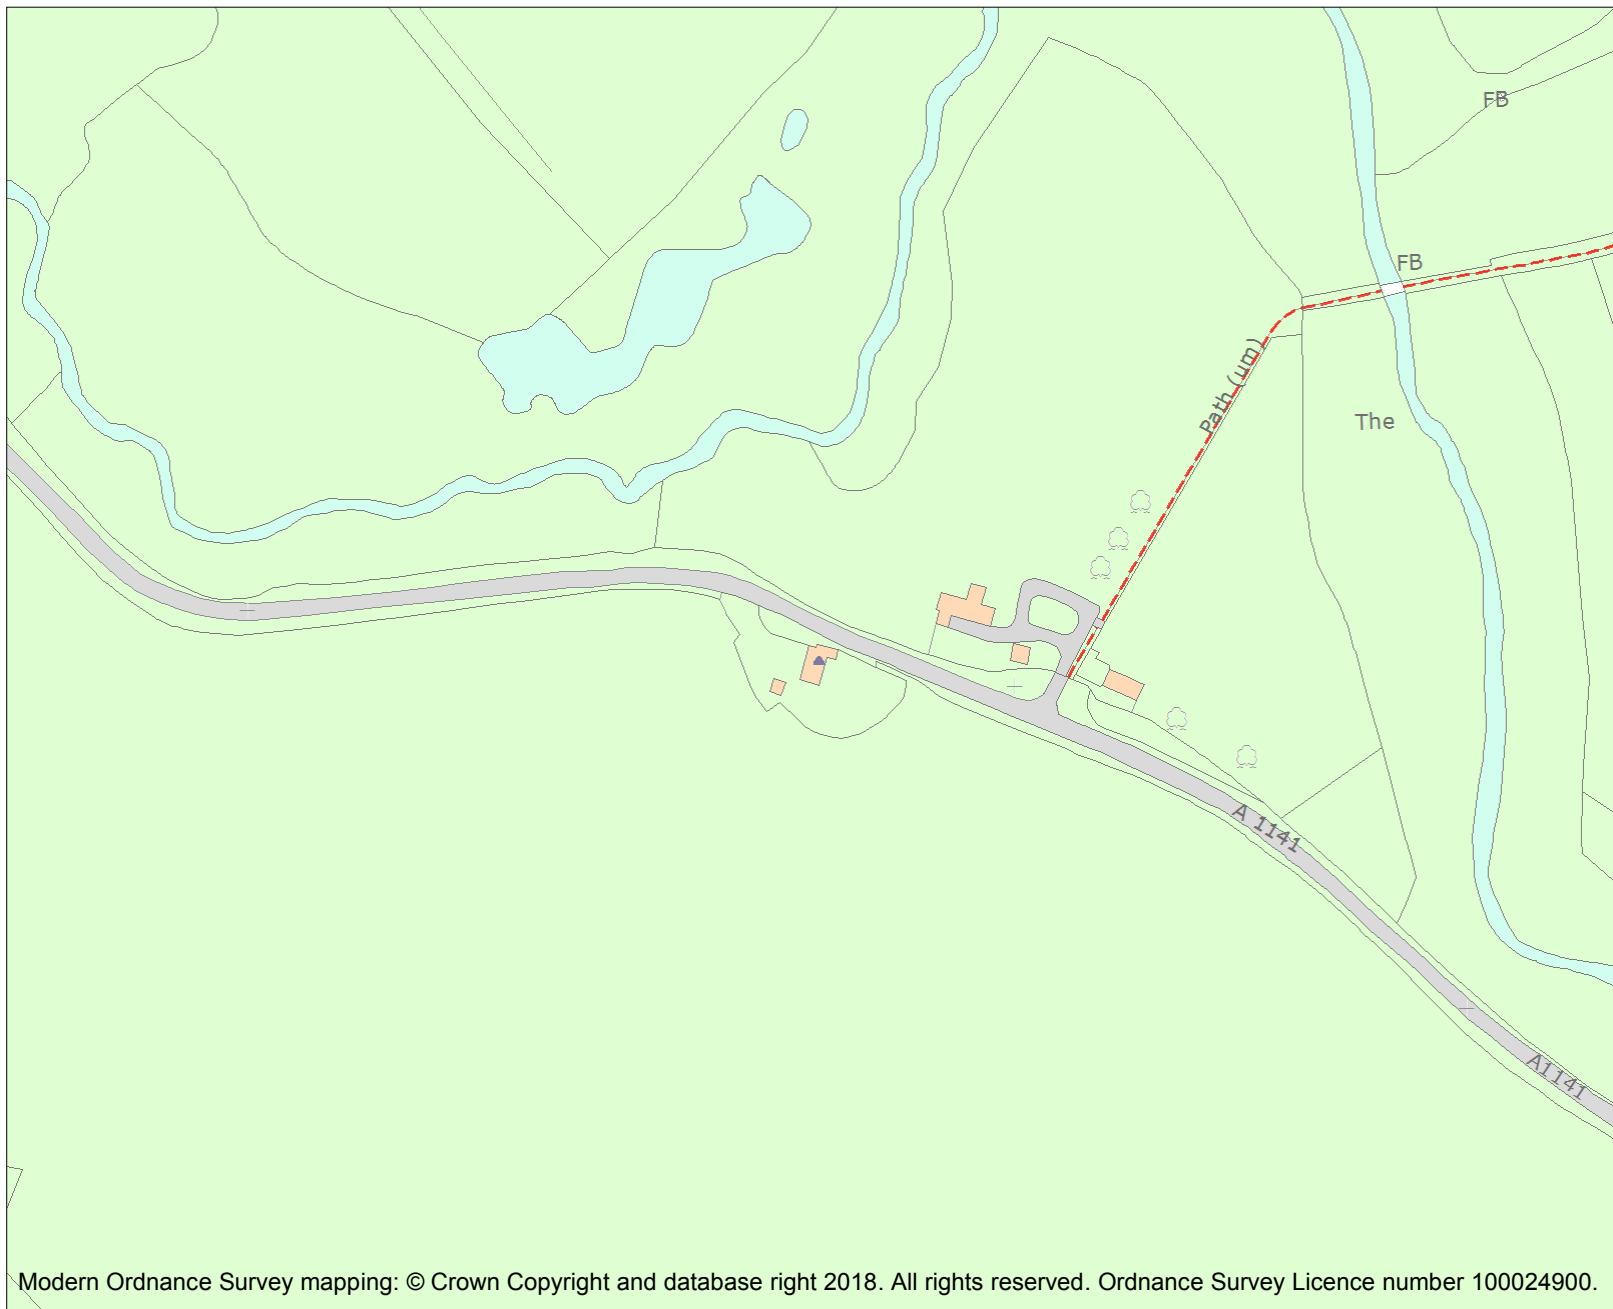 FB
FB
Path (um)
The
A 1141
A1141
Modern Ordnance Survey mapping: © Crown Copyright and database right 2018. All rights reserved. Ordnance Survey Licence number 100024900.